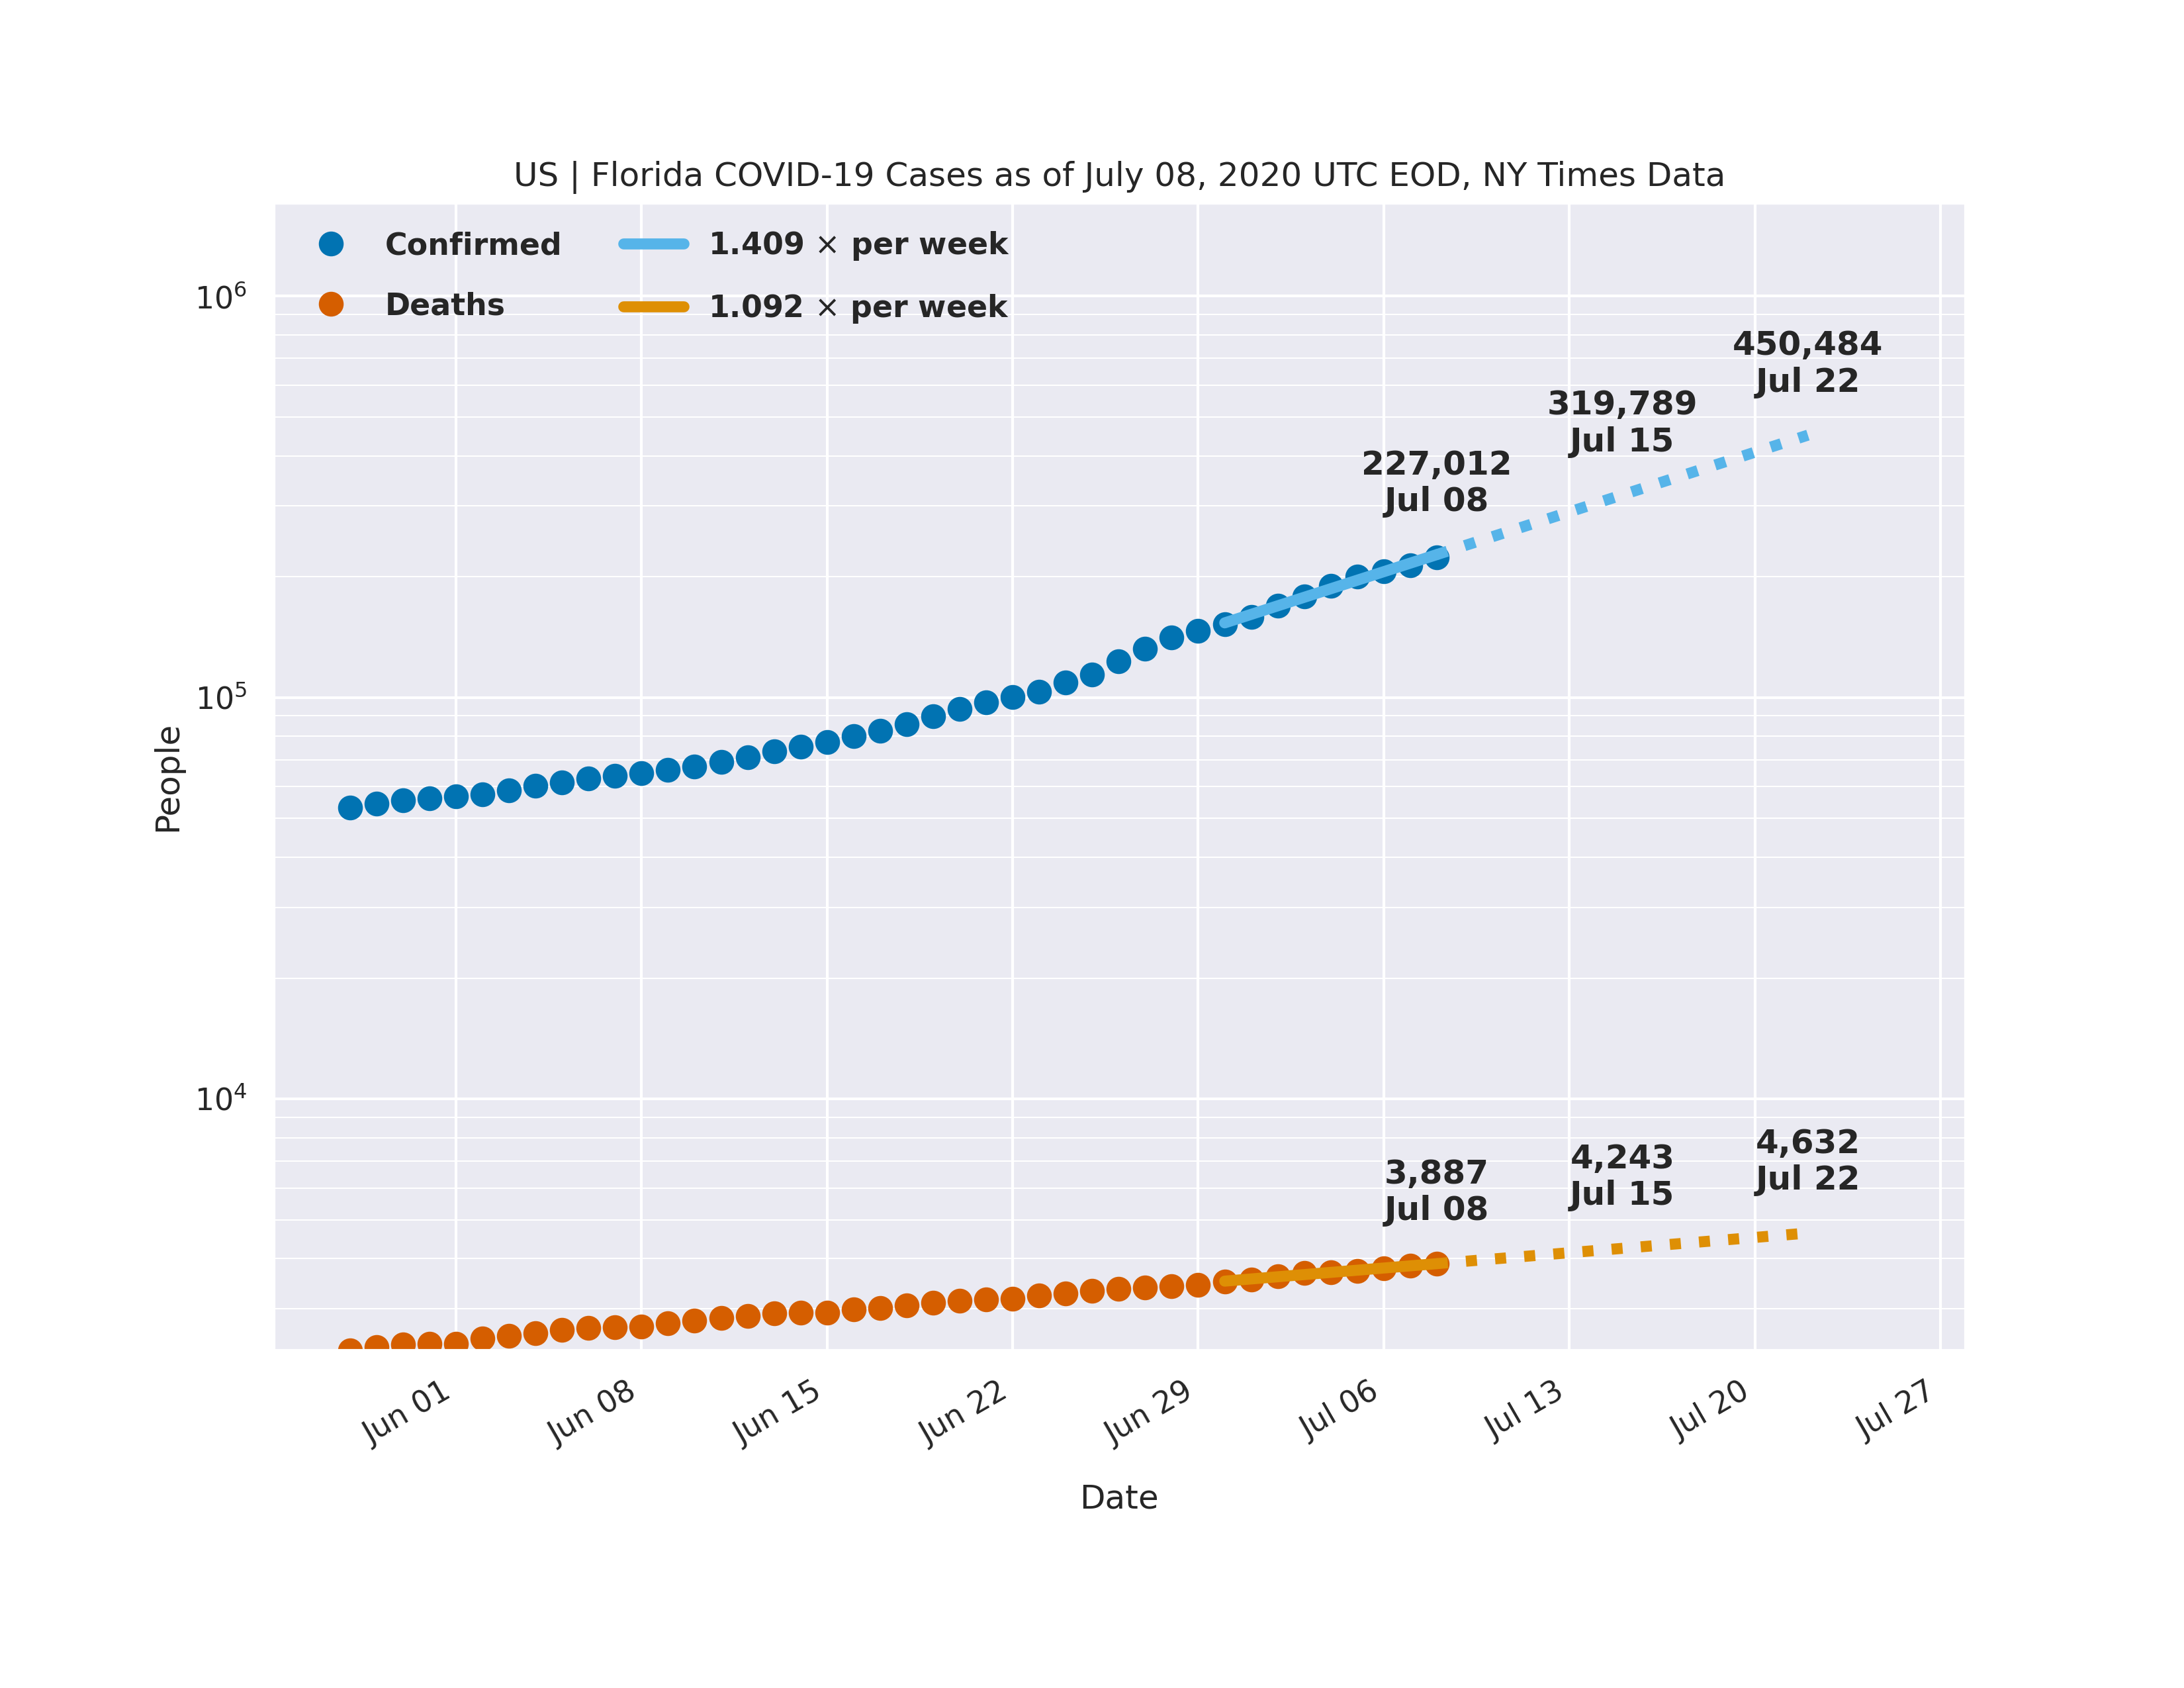 US | Florida COVID-19 Cases as of July 08, 2020 UTC EOD, NY Times Data
Confirmed
1.409 × per week
Deaths
1.092 × per week
10⁶
10⁵
10⁴
People
450,484
Jul 22
319,789
Jul 15
227,012
Jul 08
4,632
Jul 22
4,243
Jul 15
3,887
Jul 08
Jun 01
Jun 08
Jun 15
Jun 22
Jun 29
Jul 06
Jul 13
Jul 20
Jul 27
Date